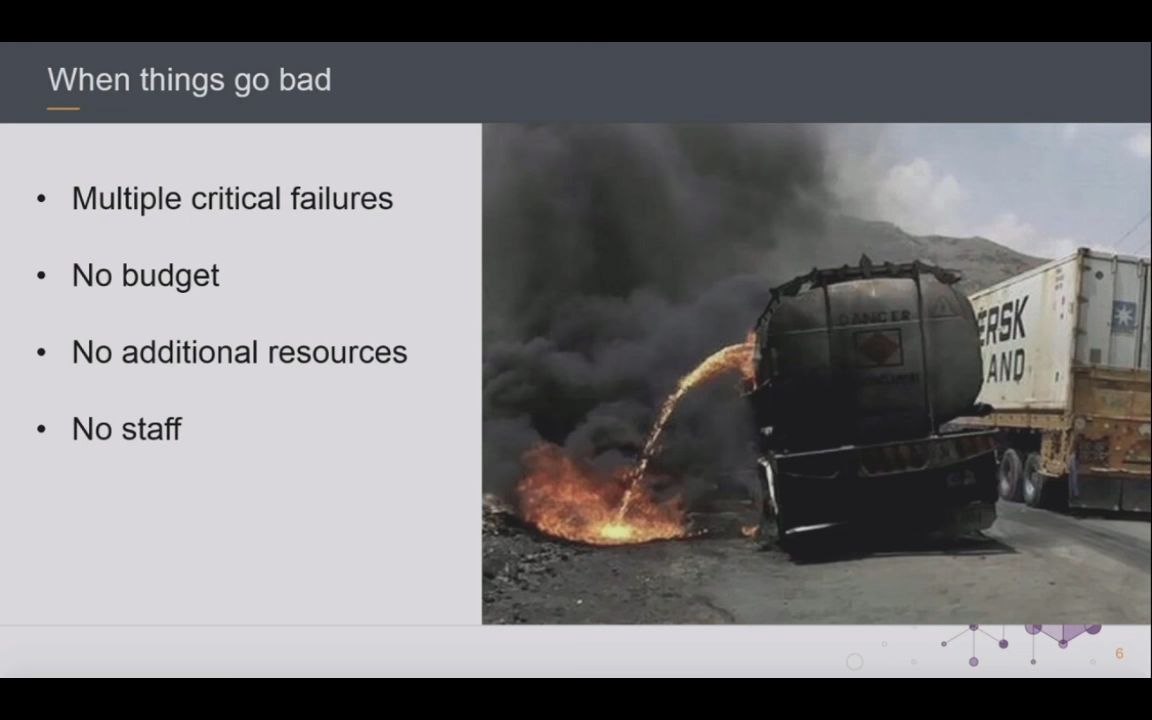 When things go bad
• Multiple critical failures
• No budget
• No additional resources
• No staff
DANGER
ERSK
AND
6